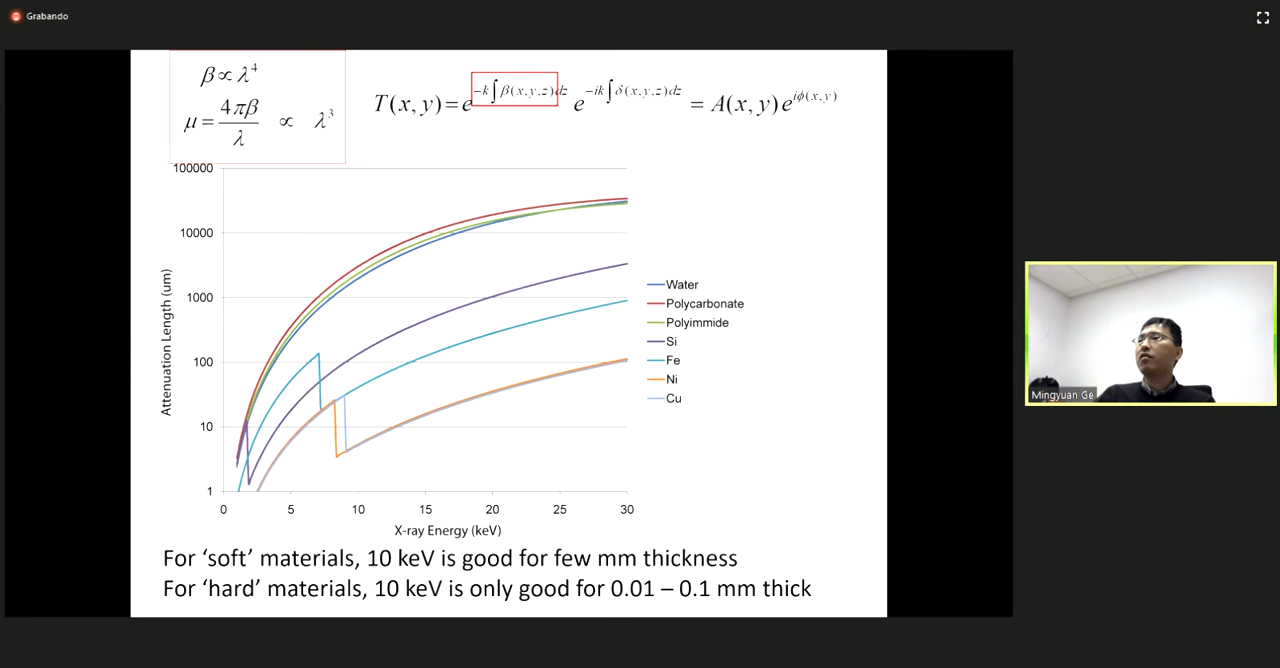 Grabando
β ∝ λ⁴
μ = 4πβ/λ ∝ λ³
T(x, y) = e^{-k∫β(x,y,z)dz} e^{-ik∫δ(x,y,z)dz} = A(x, y)e^{iϕ(x,y)}
100000
10000
1000
100
10
1
Attenuation Length (um)
0 5 10 15 20 25 30
X-ray Energy (keV)
Water
Polycarbonate
Polyimmide
Si
Fe
Ni
Cu
For ‘soft’ materials, 10 keV is good for few mm thickness
For ‘hard’ materials, 10 keV is only good for 0.01 – 0.1 mm thick
Mingyuan Ge